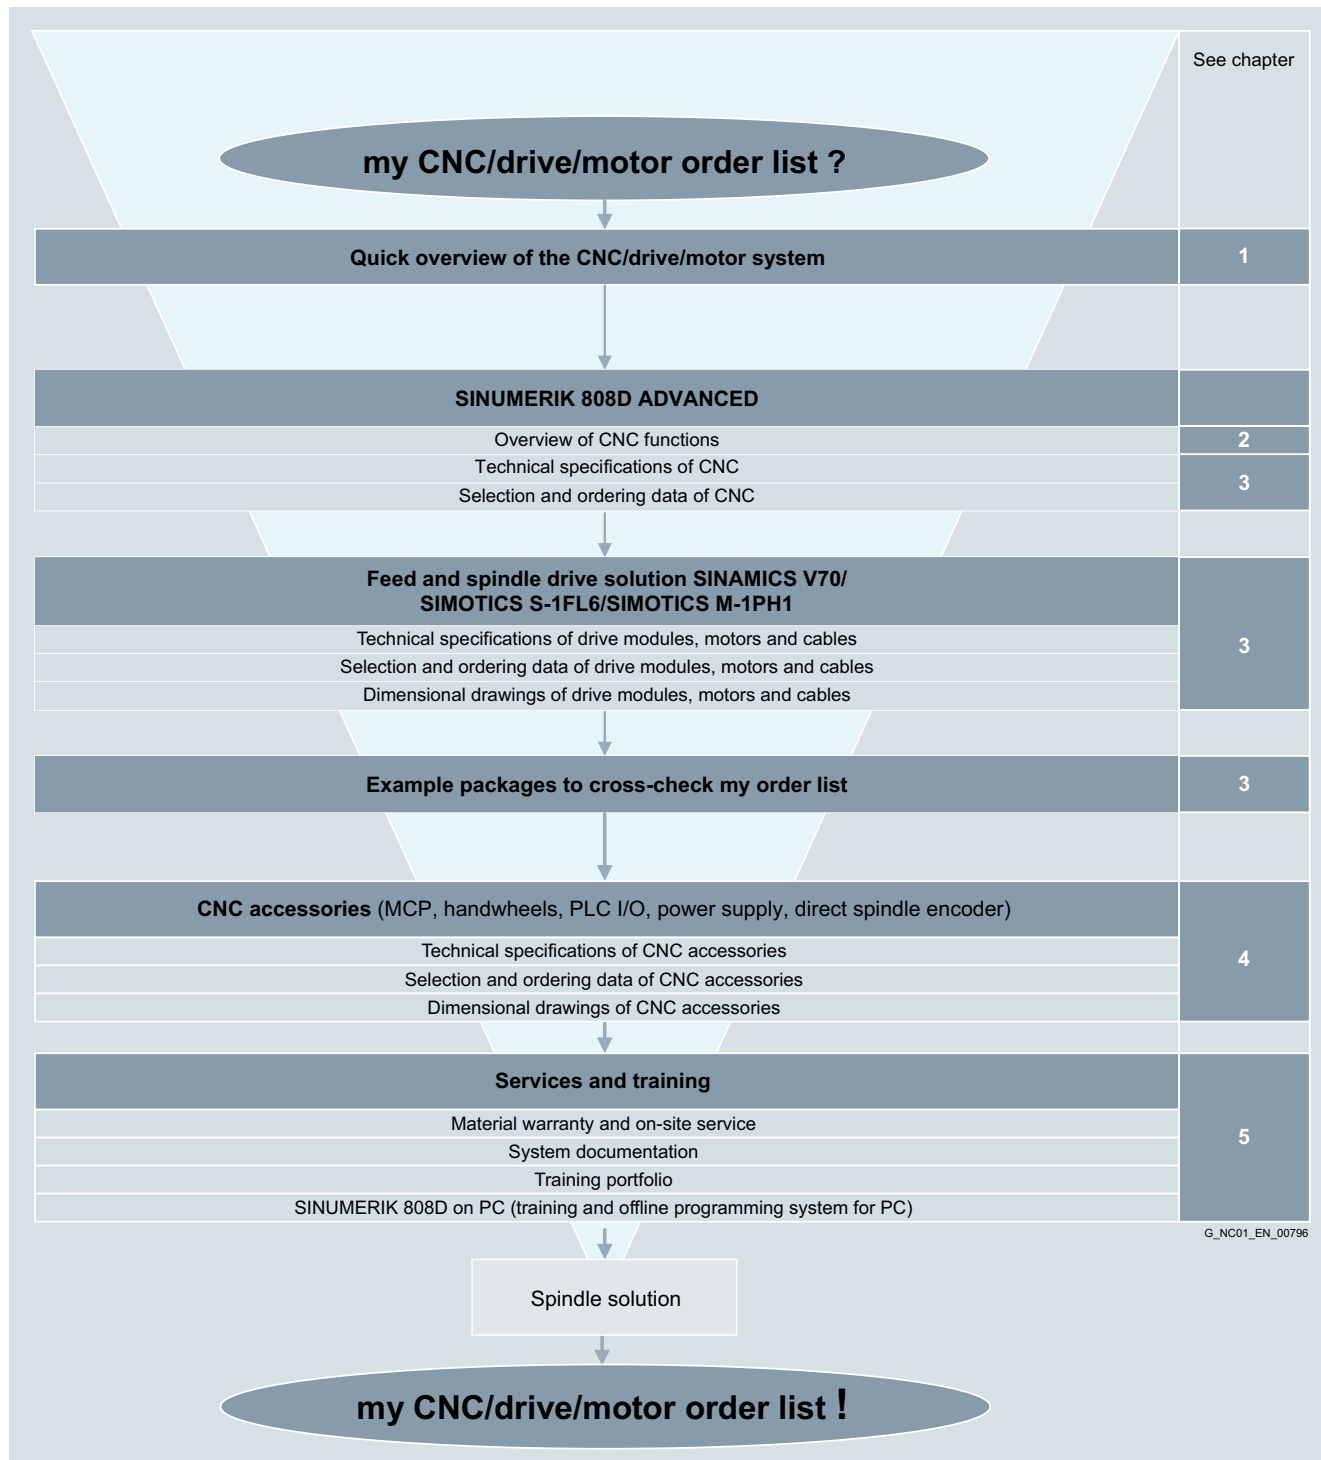 See chapter
my CNC/drive/motor order list ?
Quick overview of the CNC/drive/motor system
1
SINUMERIK 808D ADVANCED
Overview of CNC functions
2
Technical specifications of CNC
Selection and ordering data of CNC
3
Feed and spindle drive solution SINAMICS V70/
SIMOTICS S-1FL6/SIMOTICS M-1PH1
Technical specifications of drive modules, motors and cables
Selection and ordering data of drive modules, motors and cables
Dimensional drawings of drive modules, motors and cables
3
Example packages to cross-check my order list
3
CNC accessories (MCP, handwheels, PLC I/O, power supply, direct spindle encoder)
Technical specifications of CNC accessories
Selection and ordering data of CNC accessories
Dimensional drawings of CNC accessories
4
Services and training
Material warranty and on-site service
System documentation
Training portfolio
SINUMERIK 808D on PC (training and offline programming system for PC)
5
G_NC01_EN_00796
Spindle solution
my CNC/drive/motor order list !